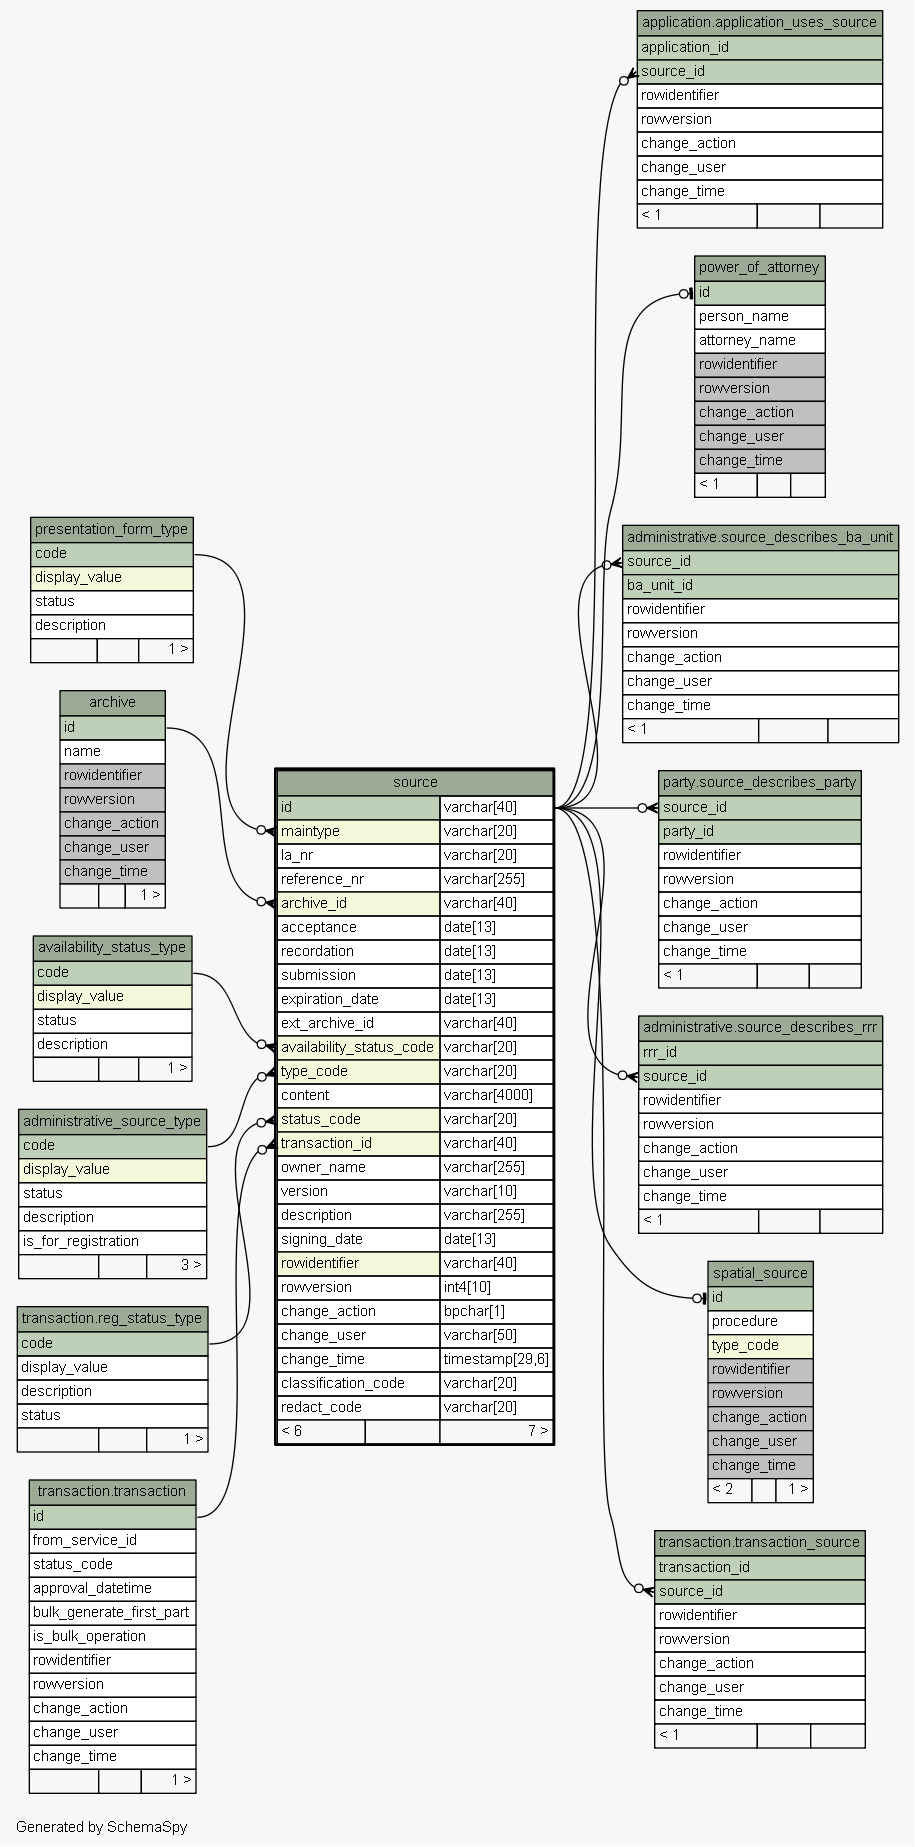 application.application_uses_source
application_id
source_id
rowidentifier
rowversion
change_action
change_user
change_time
< 1
power_of_attorney
id
person_name
attorney_name
rowidentifier
rowversion
change_action
change_user
change_time
< 1
presentation_form_type
code
display_value
status
description
1 >
archive
id
name
rowidentifier
rowversion
change_action
change_user
change_time
1 >
availability_status_type
code
display_value
status
description
1 >
administrative_source_type
code
display_value
status
description
is_for_registration
3 >
transaction.reg_status_type
code
display_value
description
status
1 >
transaction.transaction
id
from_service_id
status_code
approval_datetime
bulk_generate_first_part
is_bulk_operation
rowidentifier
rowversion
change_action
change_user
change_time
1 >
source
id varchar[40]
maintype varchar[20]
la_nr varchar[20]
reference_nr varchar[255]
archive_id varchar[40]
acceptance date[13]
recordation date[13]
submission date[13]
expiration_date date[13]
ext_archive_id varchar[40]
availability_status_code varchar[20]
type_code varchar[20]
content varchar[4000]
status_code varchar[20]
transaction_id varchar[40]
owner_name varchar[255]
version varchar[10]
description varchar[255]
signing_date date[13]
rowidentifier varchar[40]
rowversion int4[10]
change_action bpchar[1]
change_user varchar[50]
change_time timestamp[29,6]
classification_code varchar[20]
redact_code varchar[20]
< 6 7 >
administrative.source_describes_ba_unit
source_id
ba_unit_id
rowidentifier
rowversion
change_action
change_user
change_time
< 1
party.source_describes_party
source_id
party_id
rowidentifier
rowversion
change_action
change_user
change_time
< 1
administrative.source_describes_rrr
rrr_id
source_id
rowidentifier
rowversion
change_action
change_user
change_time
< 1
spatial_source
id
procedure
type_code
rowidentifier
rowversion
change_action
change_user
change_time
< 2 1 >
transaction.transaction_source
transaction_id
source_id
rowidentifier
rowversion
change_action
change_user
change_time
< 1
Generated by SchemaSpy